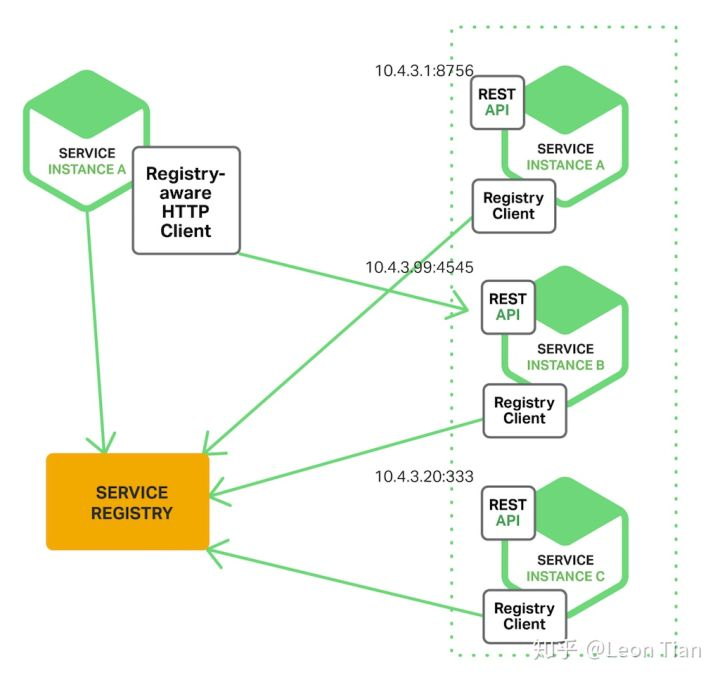 10.4.3.1:8756
REST
API
SERVICE
INSTANCE A
Registry-
aware
HTTP
Client
SERVICE
INSTANCE A
Registry
Client
10.4.3.99:4545
REST
API
SERVICE
INSTANCE B
Registry
Client
10.4.3.20:333
SERVICE
REGISTRY
REST
API
SERVICE
INSTANCE C
Registry
Client
知乎 @Leon Tian